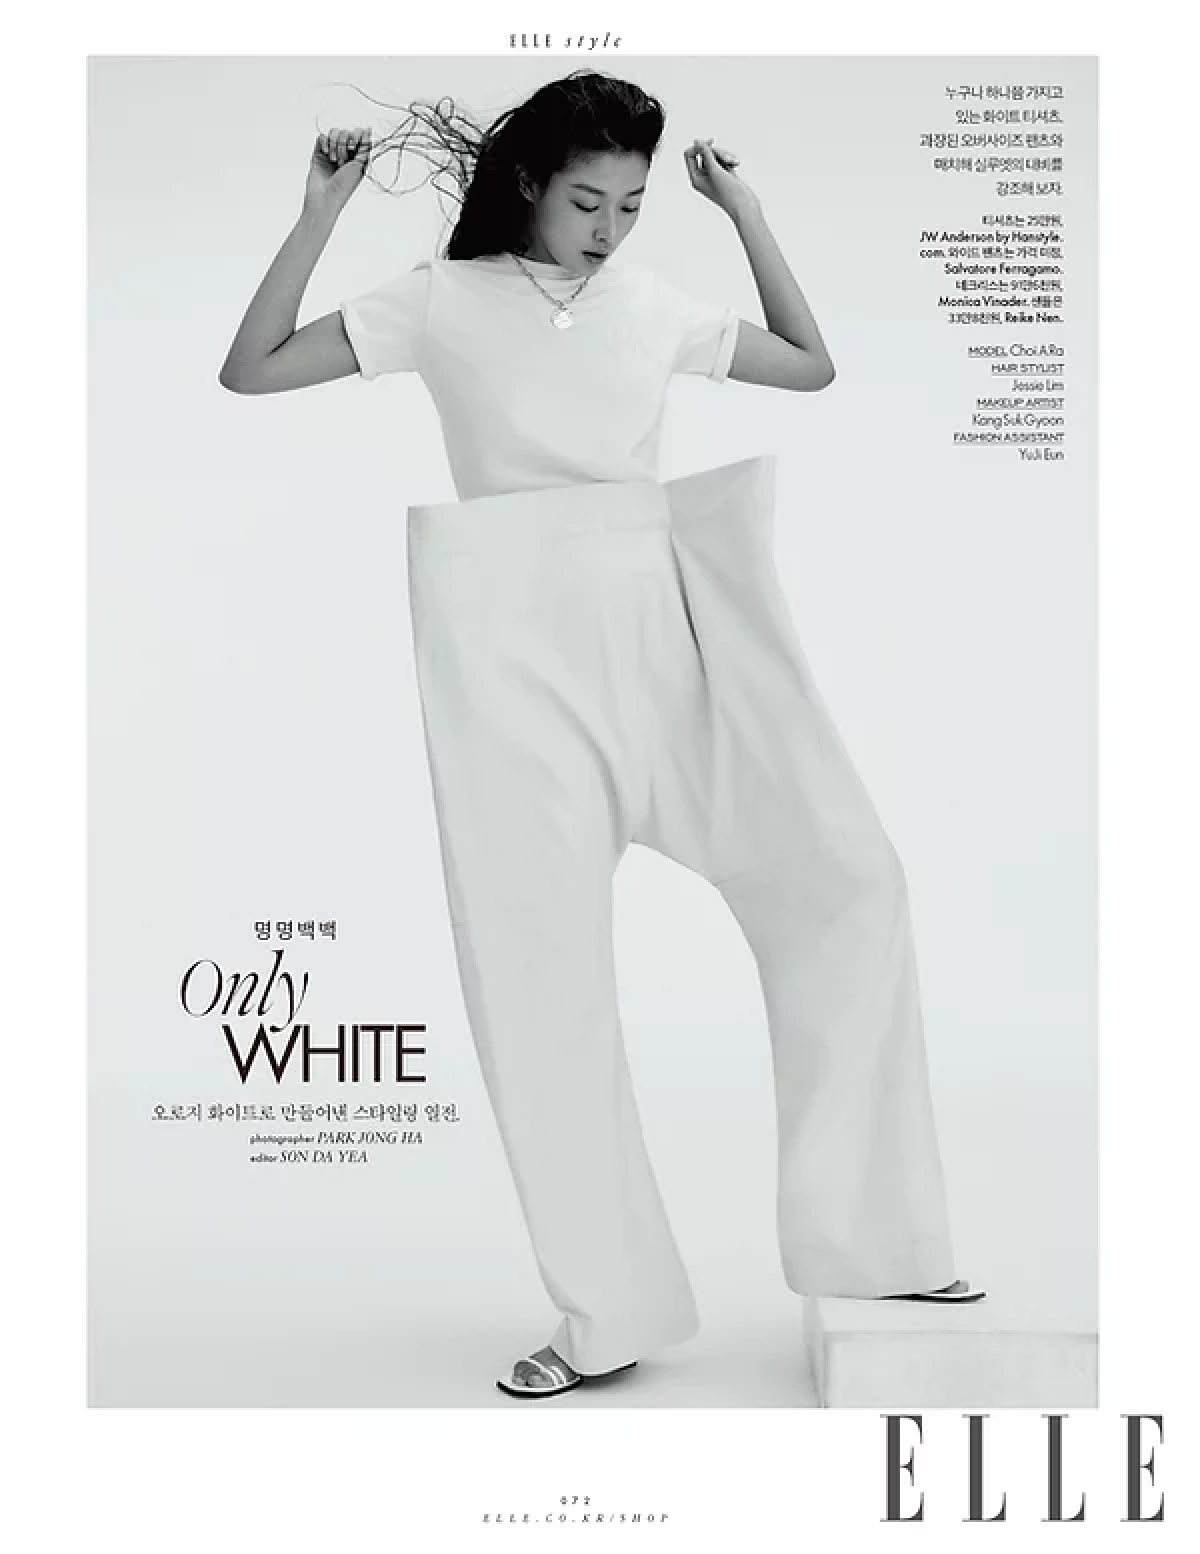 ELLE style
누구나 하나쯤 가지고
있는 화이트 티셔츠.
과장된 오버사이즈 팬츠와
매치해 실루엣의 대비를
강조해 보자.
티셔츠는 25만원,
JW Anderson by Hanstyle.
com. 와이드 팬츠는 가격 미정,
Salvatore Ferragamo.
네크리스는 91만6천원,
Monica Vinader. 샌들은
33만8천원, Reike Nen.
MODEL Choi A Ra
HAIR STYLIST
Jessie Lim
MAKEUP ARTIST
Kang Suk Gyoon
FASHION ASSISTANT
YuJi Eun
명명백백
Only
WHITE
오로지 화이트로 만들어낸 스타일링 열전.
photographer PARK JONG HA
editor SON DA YEA
ELLE
072
ELLE.CO.KR/SHOP